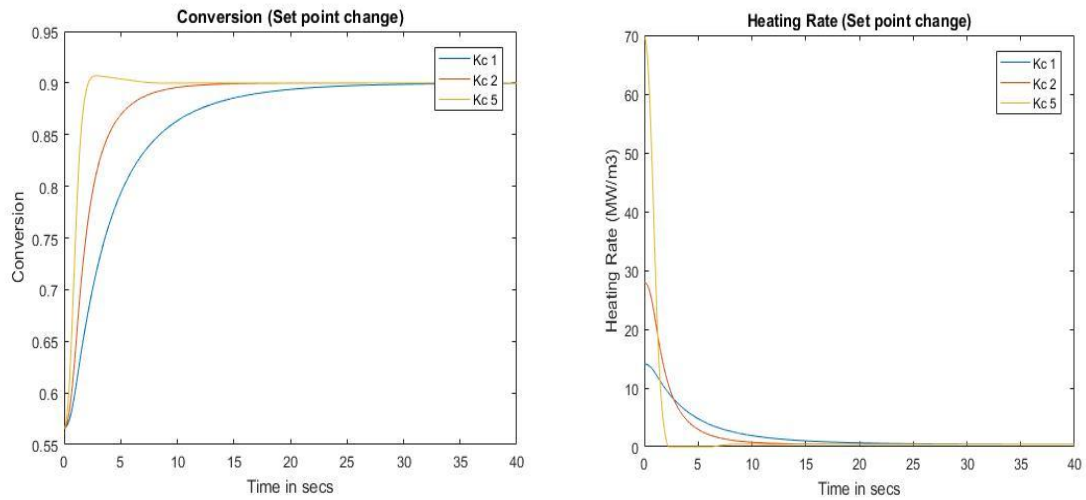 Conversion (Set point change)
0.95
0.9
0.85
0.8
0.75
0.7
0.65
0.6
0.55
Conversion
Kc 1
Kc 2
Kc 5
0 5 10 15 20 25 30 35 40
Time in secs
Heating Rate (Set point change)
70
60
50
40
30
20
10
0
Heating Rate (MW/m3)
Kc 1
Kc 2
Kc 5
0 5 10 15 20 25 30 35 40
Time in secs